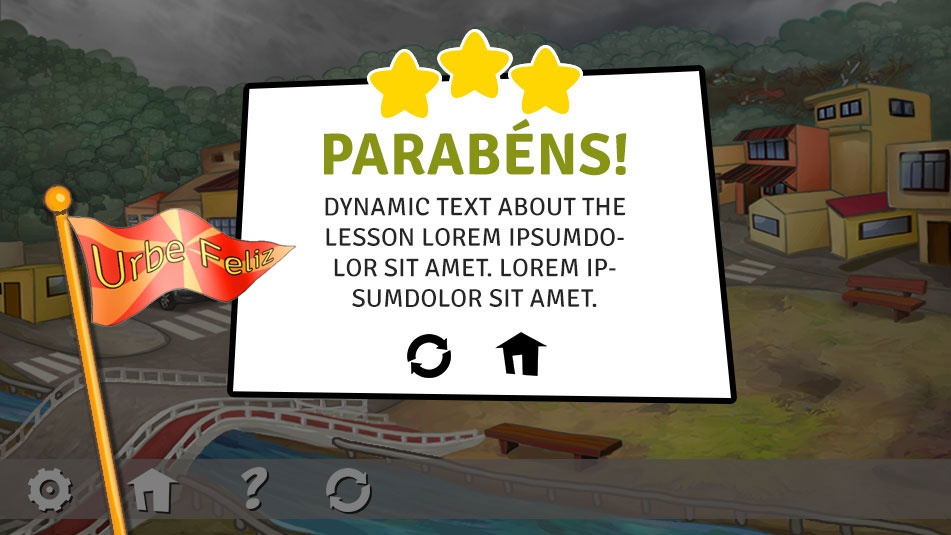 PARABÉNS!
DYNAMIC TEXT ABOUT THE
LESSON LOREM IPSUMDO-
LOR SIT AMET. LOREM IP-
SUMDOLOR SIT AMET.
Urbe Feliz
?